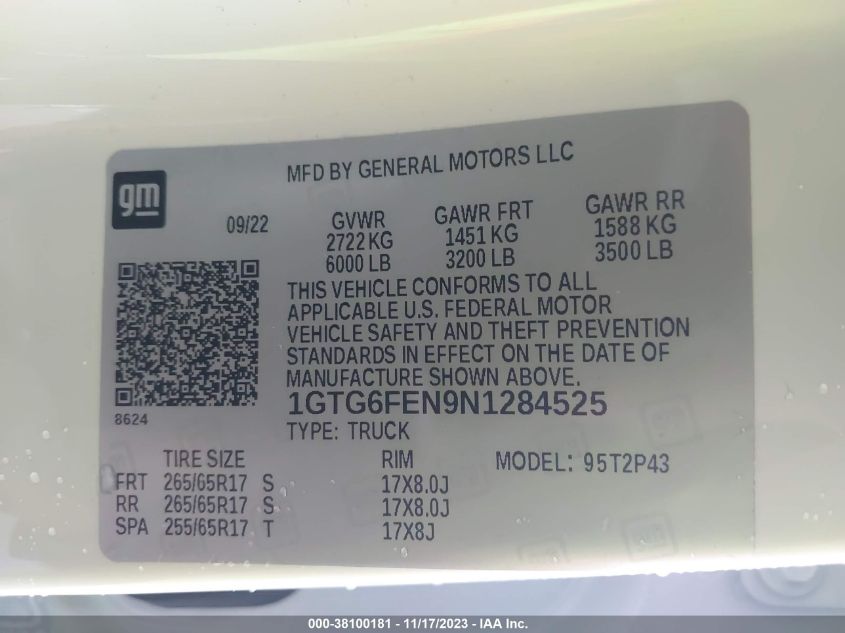 MFD BY GENERAL MOTORS LLC
gm
09/22
GVWR GAWR FRT GAWR RR
2722 KG 1451 KG 1588 KG
6000 LB 3200 LB 3500 LB
THIS VEHICLE CONFORMS TO ALL
APPLICABLE U.S. FEDERAL MOTOR
VEHICLE SAFETY AND THEFT PREVENTION
STANDARDS IN EFFECT ON THE DATE OF
MANUFACTURE SHOWN ABOVE.
8624
1GTG6FEN9N1284525
TYPE: TRUCK
TIRE SIZE RIM MODEL: 95T2P43
FRT 265/65R17 S 17X8.0J
RR 265/65R17 S 17X8.0J
SPA 255/65R17 T 17X8J
000-38100181 - 11/17/2023 - IAA Inc.